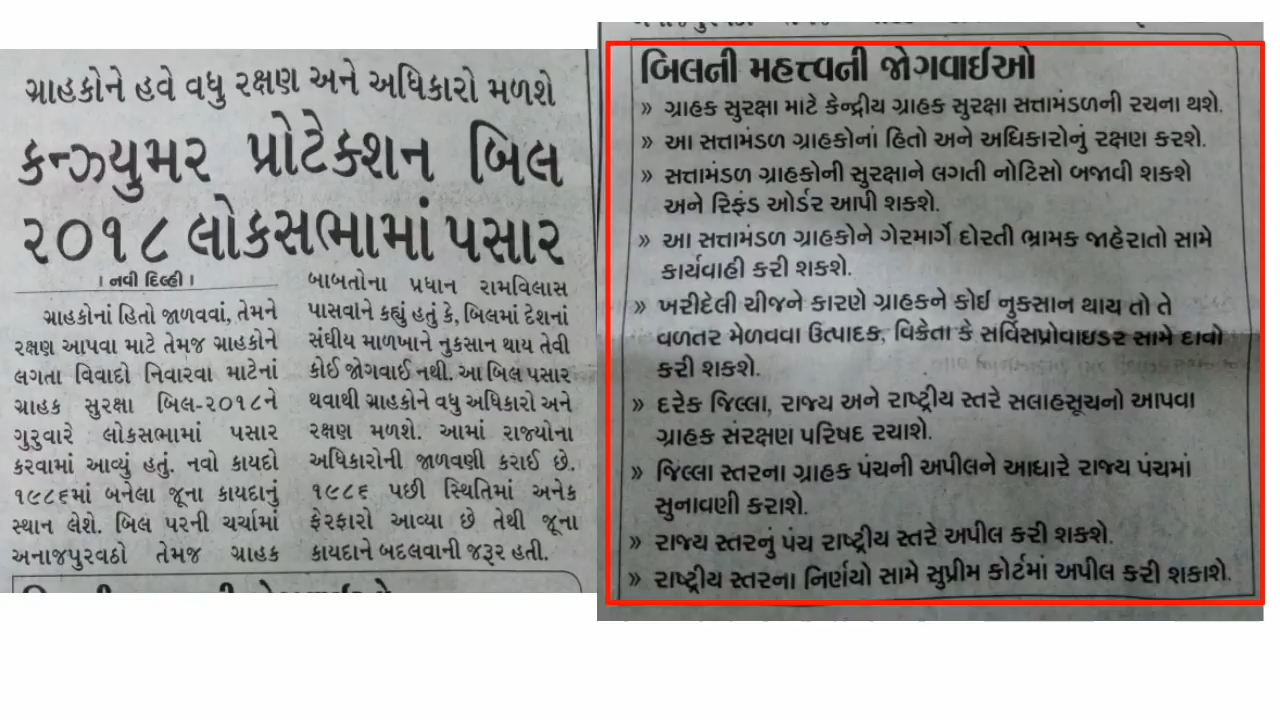 ગ્રાહકોને હવે વધુ રક્ષણ અને અધિકારો મળશે
કન્ઝ્યુમર પ્રોટેક્શન બિલ
૨૦૧૮ લોકસભામાં પસાર
। નવી દિલ્હી ।
ગ્રાહકોનાં હિતો જાળવવાં, તેમને
રક્ષણ આપવા માટે તેમજ ગ્રાહકોને
લગતા વિવાદો નિવારવા માટેનાં
ગ્રાહક સુરક્ષા બિલ-૨૦૧૮ને
ગુરુવારે લોકસભામાં પસાર
કરવામાં આવ્યું હતું. નવો કાયદો
૧૯૮૬માં બનેલા જૂના કાયદાનું
સ્થાન લેશે. બિલ પરની ચર્ચામાં
અનાજપુરવઠો તેમજ ગ્રાહક
બાબતોના પ્રધાન રામવિલાસ
પાસવાને કહ્યું હતું કે, બિલમાં દેશનાં
સંઘીય માળખાને નુકસાન થાય તેવી
કોઈ જોગવાઈ નથી. આ બિલ પસાર
થવાથી ગ્રાહકોને વધુ અધિકારો અને
રક્ષણ મળશે. આમાં રાજ્યોના
અધિકારોની જાળવણી કરાઈ છે.
૧૯૮૬ પછી સ્થિતિમાં અનેક
ફેરફારો આવ્યા છે તેથી જૂના
કાયદાને બદલવાની જરૂર હતી.
બિલની મહત્ત્વની જોગવાઈઓ
» ગ્રાહક સુરક્ષા માટે કેન્દ્રીય ગ્રાહક સુરક્ષા સત્તામંડળની રચના થશે.
» આ સત્તામંડળ ગ્રાહકોનાં હિતો અને અધિકારોનું રક્ષણ કરશે.
» સત્તામંડળ ગ્રાહકોની સુરક્ષાને લગતી નોટિસો બજાવી શકશે
અને રિફંડ ઓર્ડર આપી શકશે.
» આ સત્તામંડળ ગ્રાહકોને ગેરમાર્ગે દોરતી ભ્રામક જાહેરાતો સામે
કાર્યવાહી કરી શકશે.
» ખરીદેલી ચીજને કારણે ગ્રાહકને કોઈ નુકસાન થાય તો તે
વળતર મેળવવા ઉત્પાદક, વિક્રેતા કે સર્વિસપ્રોવાઇડર સામે દાવો
કરી શકશે.
» દરેક જિલ્લા, રાજ્ય અને રાષ્ટ્રીય સ્તરે સલાહસૂચનો આપવા
ગ્રાહક સંરક્ષણ પરિષદ રચાશે.
» જિલ્લા સ્તરના ગ્રાહક પંચની અપીલને આધારે રાજ્ય પંચમાં
સુનાવણી કરાશે.
» રાજ્ય સ્તરનું પંચ રાષ્ટ્રીય સ્તરે અપીલ કરી શકશે.
» રાષ્ટ્રીય સ્તરના નિર્ણયો સામે સુપ્રીમ કોર્ટમાં અપીલ કરી શકાશે.